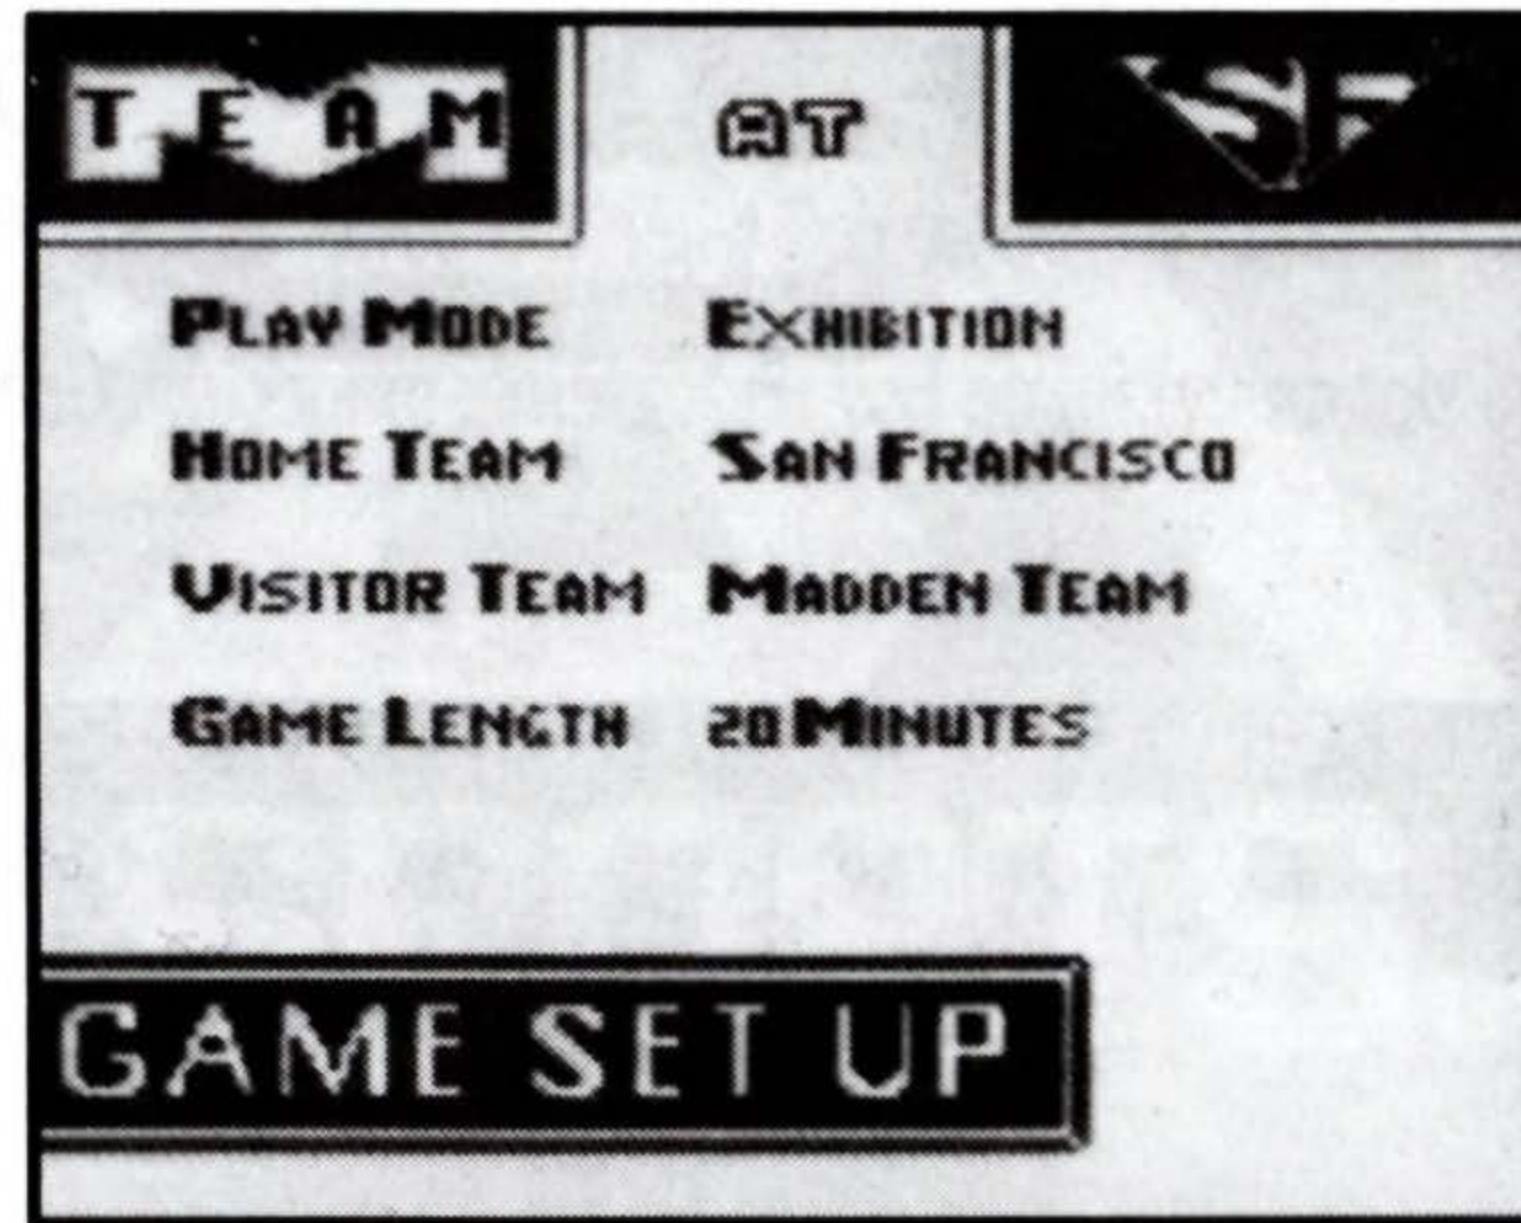 TEAM AT SF
PLAY MODE EXHIBITION
HOME TEAM SAN FRANCISCO
VISITOR TEAM MADDEN TEAM
GAME LENGTH 20 MINUTES
GAME SET UP